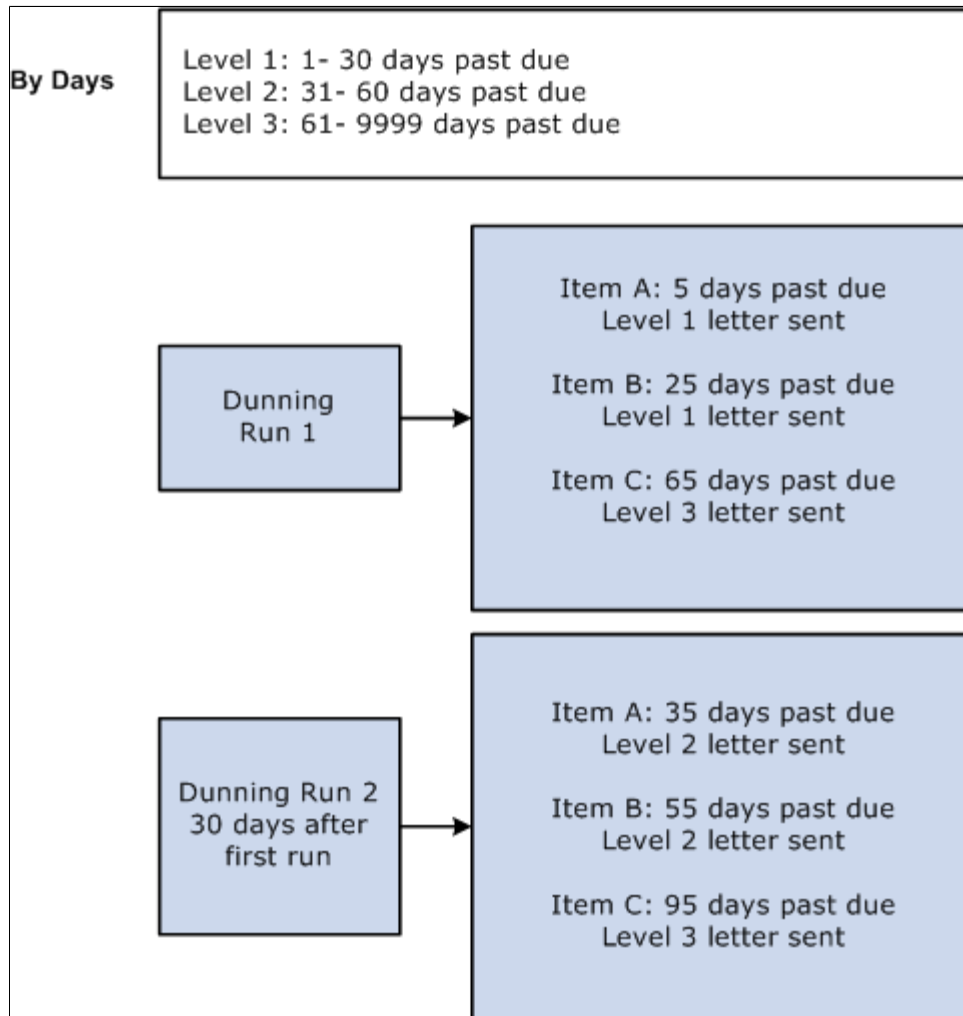 By Days
Level 1: 1- 30 days past due
Level 2: 31- 60 days past due
Level 3: 61- 9999 days past due
Dunning
Run 1
Item A: 5 days past due
Level 1 letter sent
Item B: 25 days past due
Level 1 letter sent
Item C: 65 days past due
Level 3 letter sent
Dunning Run 2
30 days after
first run
Item A: 35 days past due
Level 2 letter sent
Item B: 55 days past due
Level 2 letter sent
Item C: 95 days past due
Level 3 letter sent